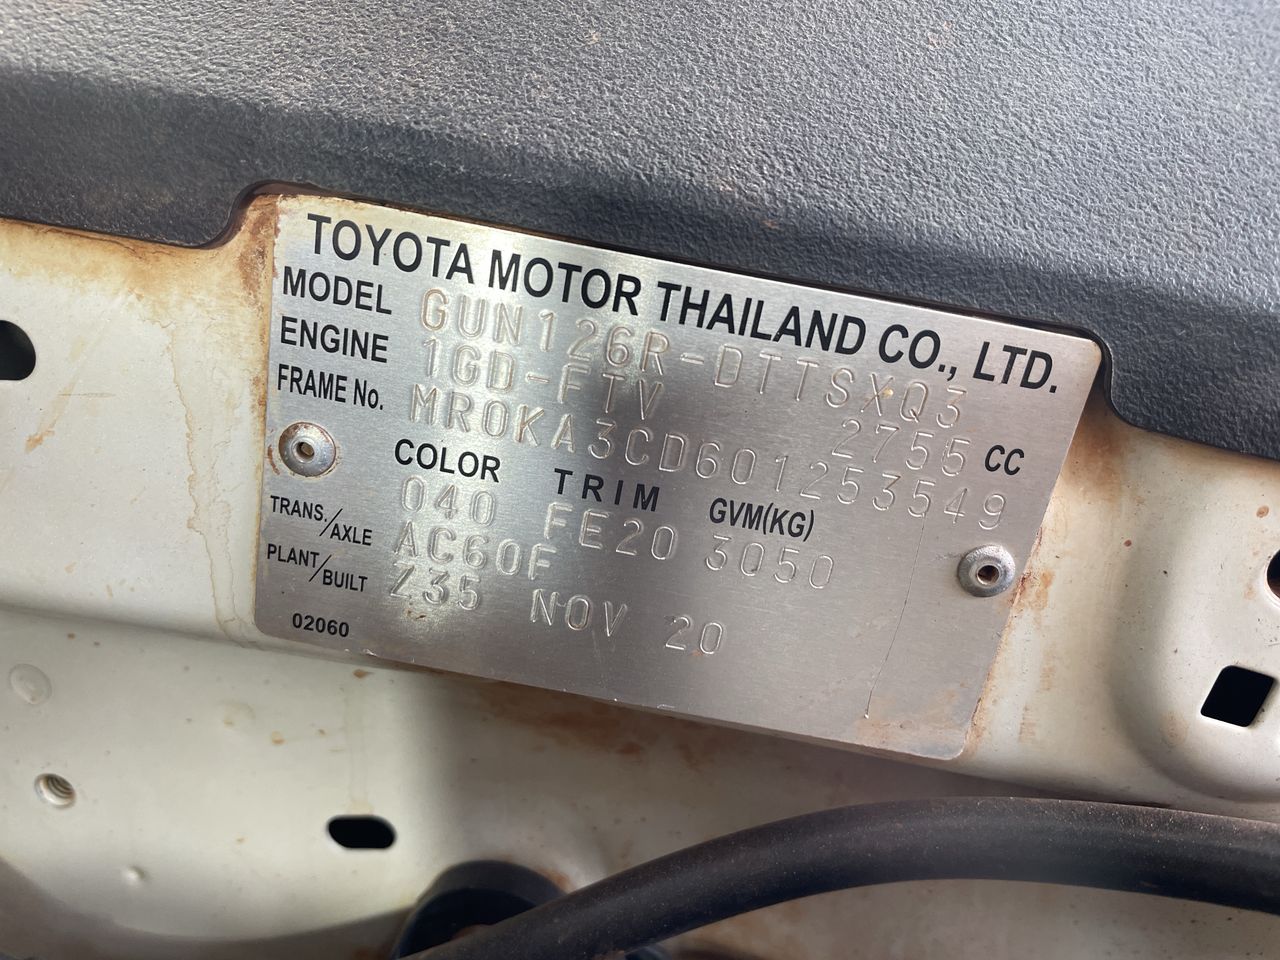 TOYOTA MOTOR THAILAND CO., LTD.
MODEL GUN126R-DTTSXQ3
ENGINE 1GD-FTV 2755 CC
FRAME No. MR0KA3CD601253549
COLOR TRIM GVM(KG)
040 FE20 3050
TRANS./AXLE AC60F
PLANT/BUILT Z35 NOV 20
02060